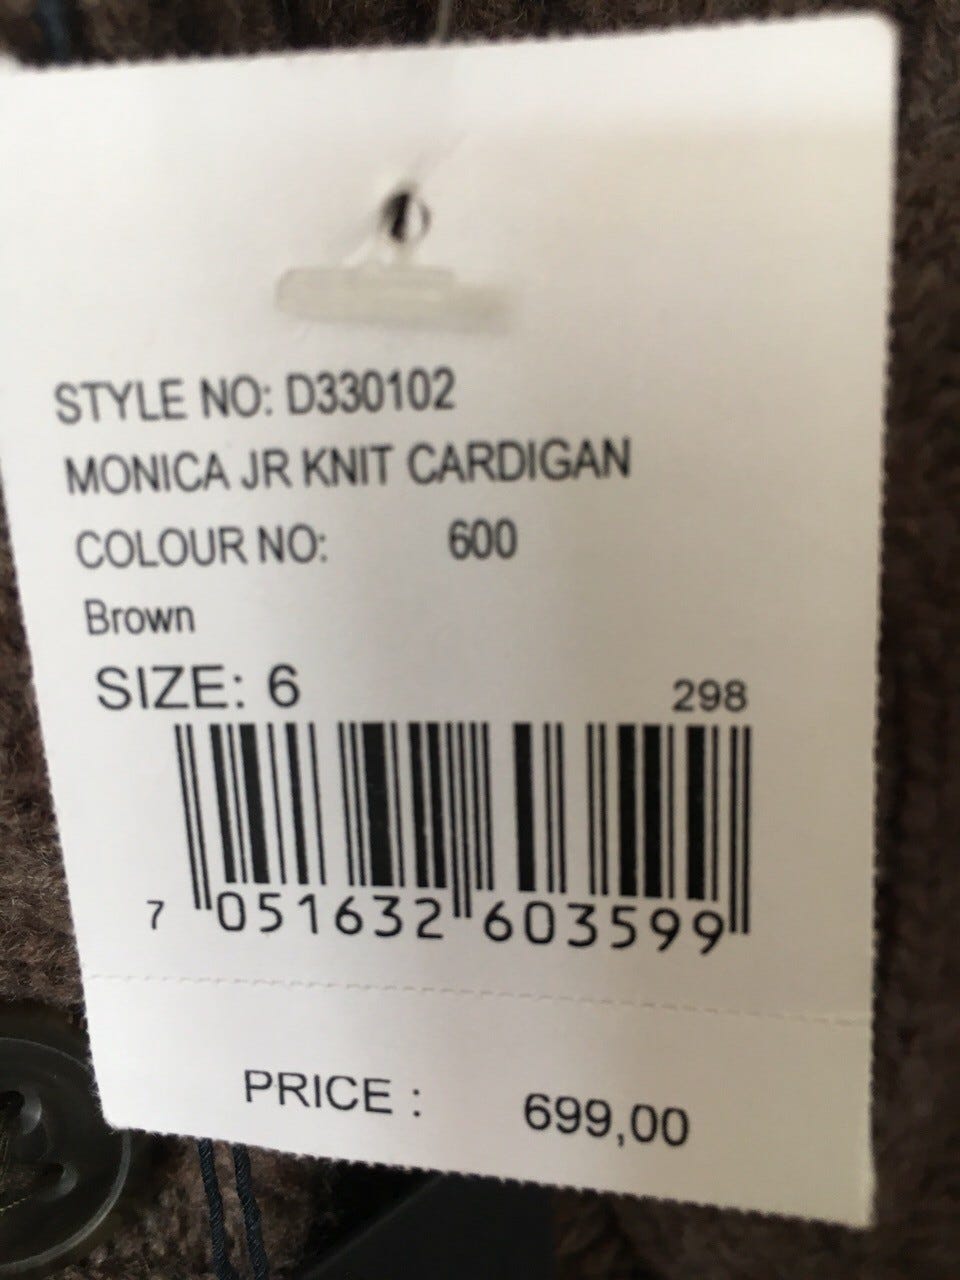 STYLE NO: D330102
MONICA JR KNIT CARDIGAN
COLOUR NO: 600
Brown
SIZE: 6 298
7 051632 603599
PRICE : 699,00